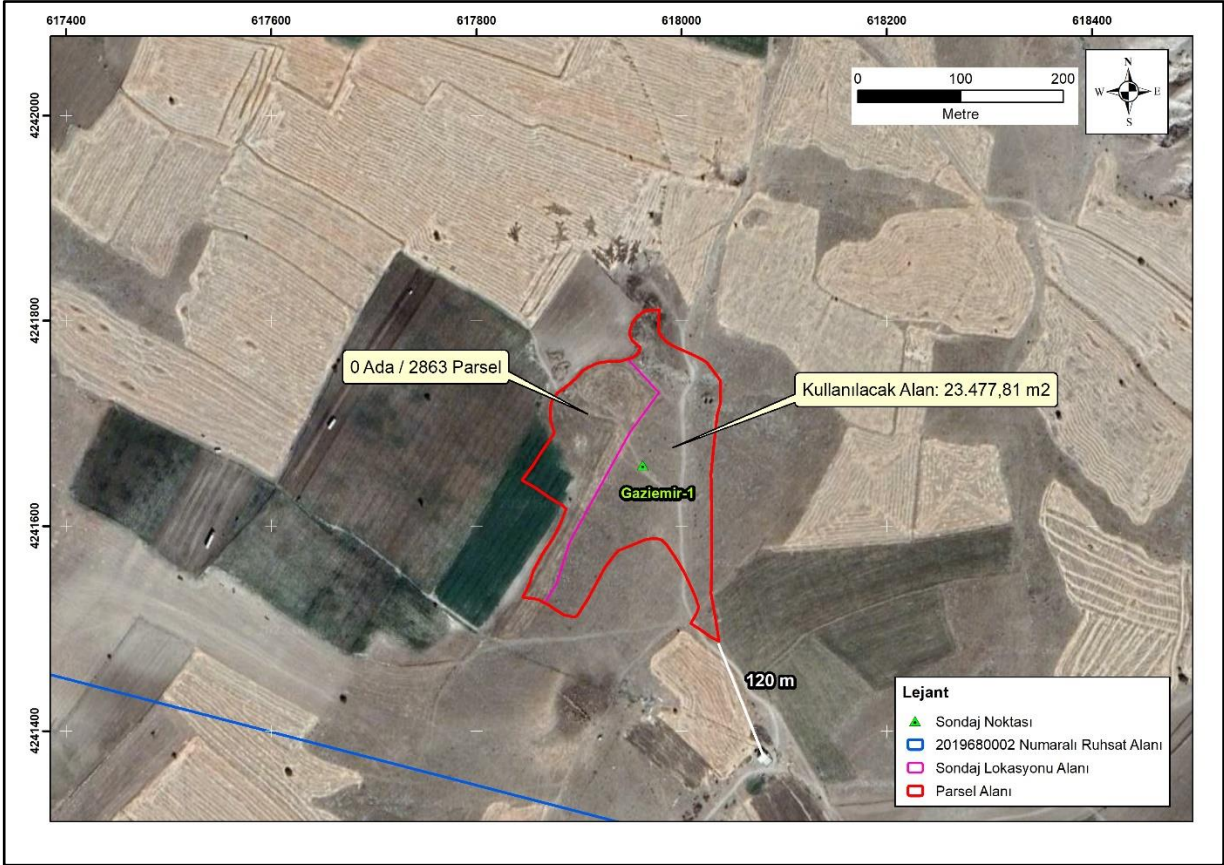 617400 617600 617800 618000 618200 618400
4242000
4241800
4241600
4241400
0 100 200
Metre
N
W E
S
0 Ada / 2863 Parsel
Kullanılacak Alan: 23.477,81 m2
Gaziemir-1
120 m
Lejant
Sondaj Noktası
2019680002 Numaralı Ruhsat Alanı
Sondaj Lokasyonu Alanı
Parsel Alanı